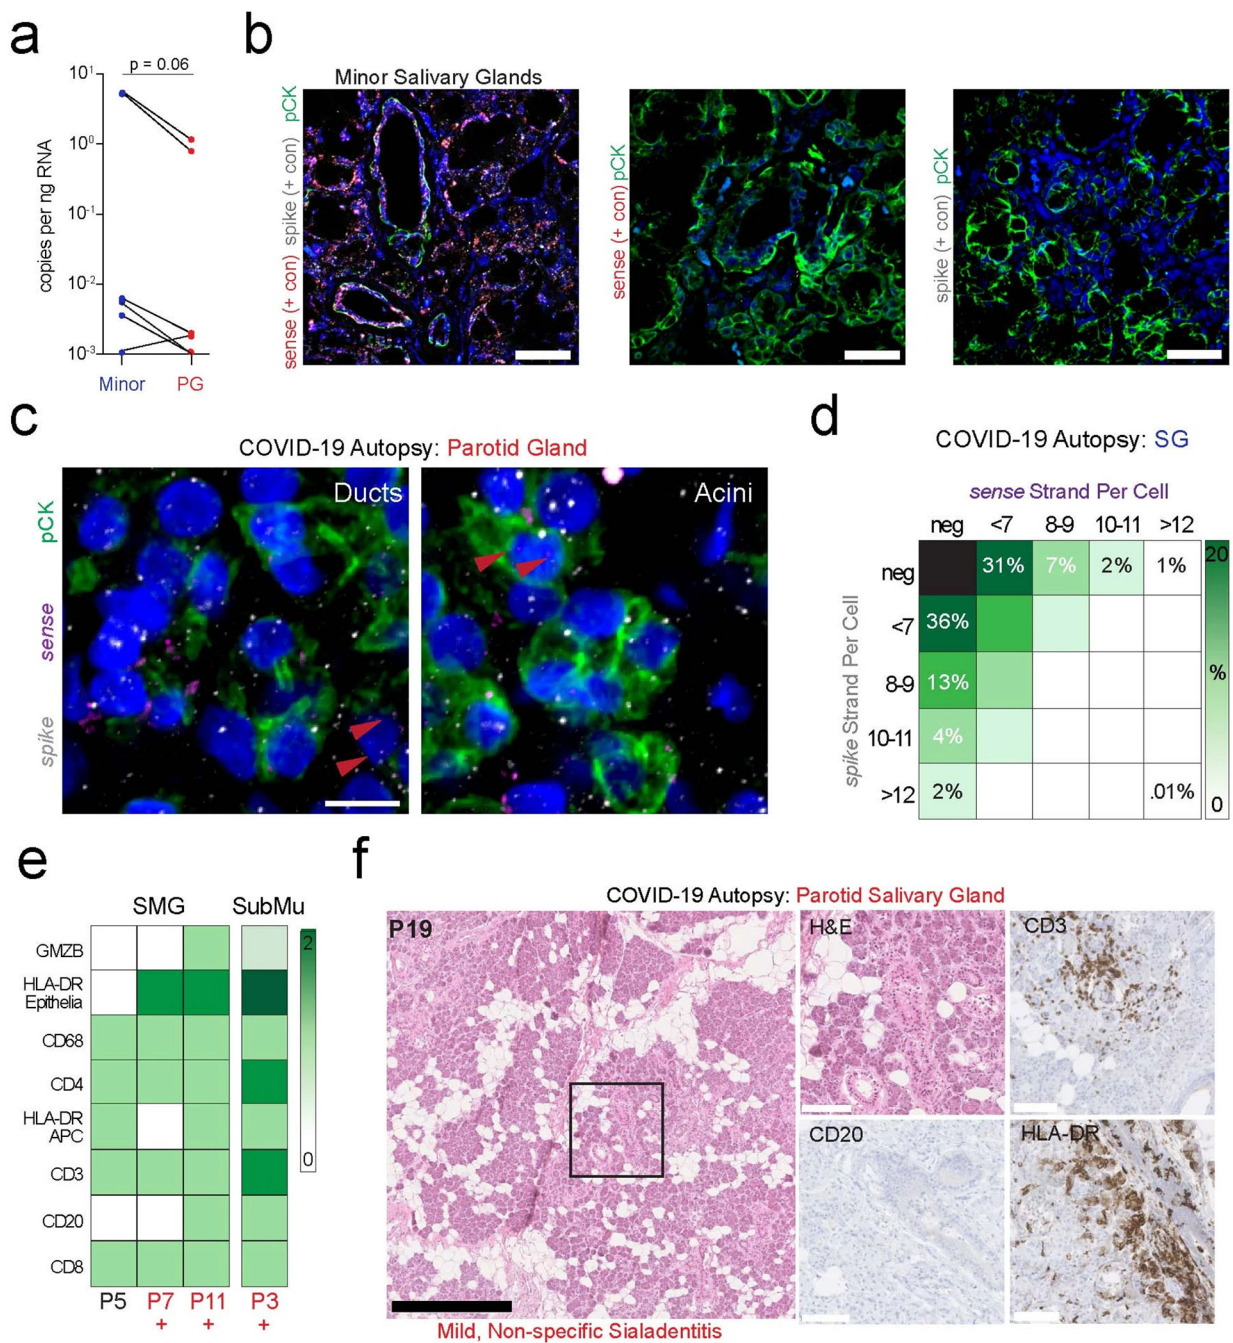 a
p = 0.06
10¹
10⁰
10⁻¹
10⁻²
10⁻³
copies per ng RNA
Minor
PG
b
Minor Salivary Glands
sense (+ con) spike (+ con) pCK
sense (+ con) pCK
spike (+ con) pCK
c
COVID-19 Autopsy: Parotid Gland
Ducts
Acini
spike sense pCK
d
COVID-19 Autopsy: SG
sense Strand Per Cell
neg <7 8-9 10-11 >12
spike Strand Per Cell
neg 31% 7% 2% 1%
<7 36%
8-9 13%
10-11 4%
>12 2% .01%
20
%
0
e
SMG SubMu
GMZB
HLA-DR
Epithelia
CD68
CD4
HLA-DR
APC
CD3
CD20
CD8
P5 P7 P11 P3
+ + +
2
0
f
COVID-19 Autopsy: Parotid Salivary Gland
P19
H&E
CD3
CD20
HLA-DR
Mild, Non-specific Sialadentitis